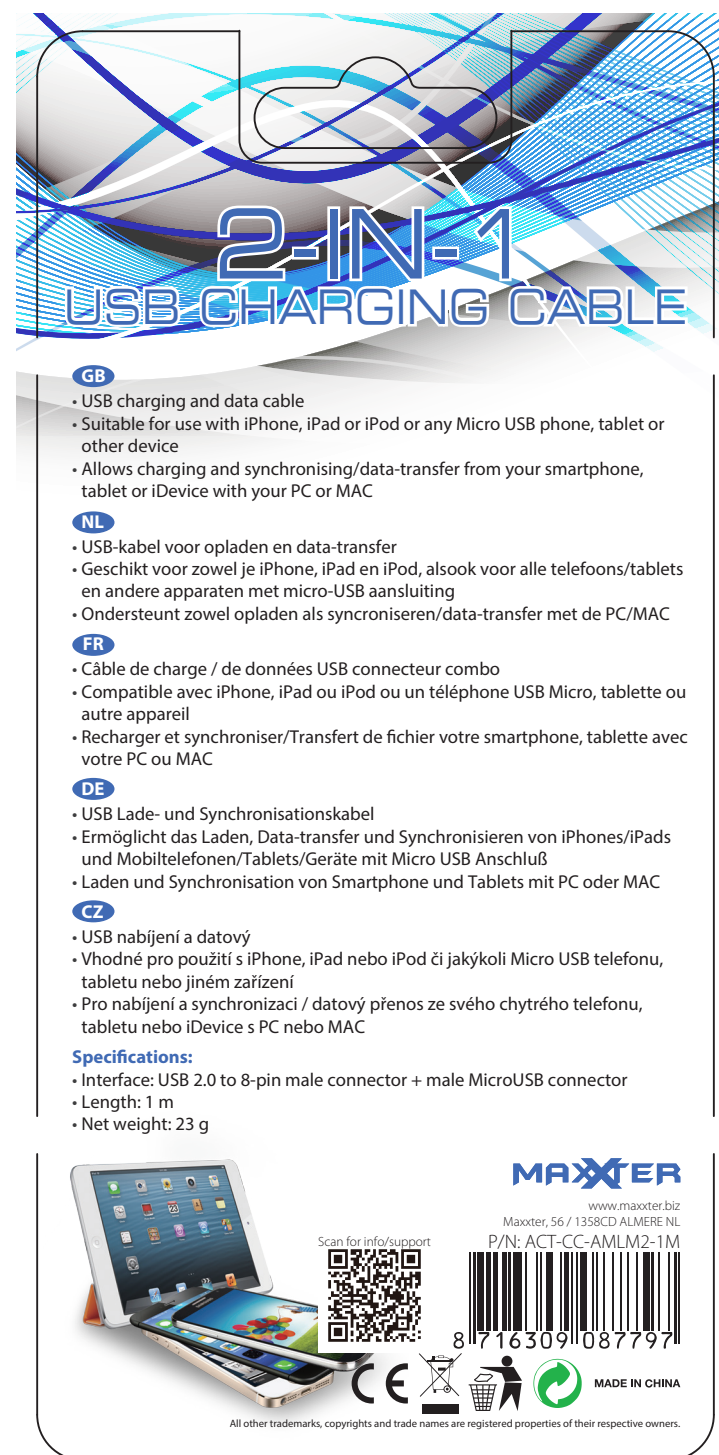 2-IN-1
USB CHARGING CABLE
GB
• USB charging and data cable
• Suitable for use with iPhone, iPad or iPod or any Micro USB phone, tablet or
other device
• Allows charging and synchronising/data-transfer from your smartphone,
tablet or iDevice with your PC or MAC
NL
• USB-kabel voor opladen en data-transfer
• Geschikt voor zowel je iPhone, iPad en iPod, alsook voor alle telefoons/tablets
en andere apparaten met micro-USB aansluiting
• Ondersteunt zowel opladen als syncroniseren/data-transfer met de PC/MAC
FR
• Câble de charge / de données USB connecteur combo
• Compatible avec iPhone, iPad ou iPod ou un téléphone USB Micro, tablette ou
autre appareil
• Recharger et synchroniser/Transfert de fichier votre smartphone, tablette avec
votre PC ou MAC
DE
• USB Lade- und Synchronisationskabel
• Ermöglicht das Laden, Data-transfer und Synchronisieren von iPhones/iPads
und Mobiltelefonen/Tablets/Geräte mit Micro USB Anschluß
• Laden und Synchronisation von Smartphone und Tablets mit PC oder MAC
CZ
• USB nabíjení a datový
• Vhodné pro použití s iPhone, iPad nebo iPod či jakýkoli Micro USB telefonu,
tabletu nebo jiném zařízení
• Pro nabíjení a synchronizaci / datový přenos ze svého chytrého telefonu,
tabletu nebo iDevice s PC nebo MAC
Specifications:
• Interface: USB 2.0 to 8-pin male connector + male MicroUSB connector
• Length: 1 m
• Net weight: 23 g
MAXXTER
www.maxxter.biz
Maxxter, 56 / 1358CD ALMERE NL
P/N: ACT-CC-AMLM2-1M
Scan for info/support
8 716309 087797
CE
MADE IN CHINA
All other trademarks, copyrights and trade names are registered properties of their respective owners.